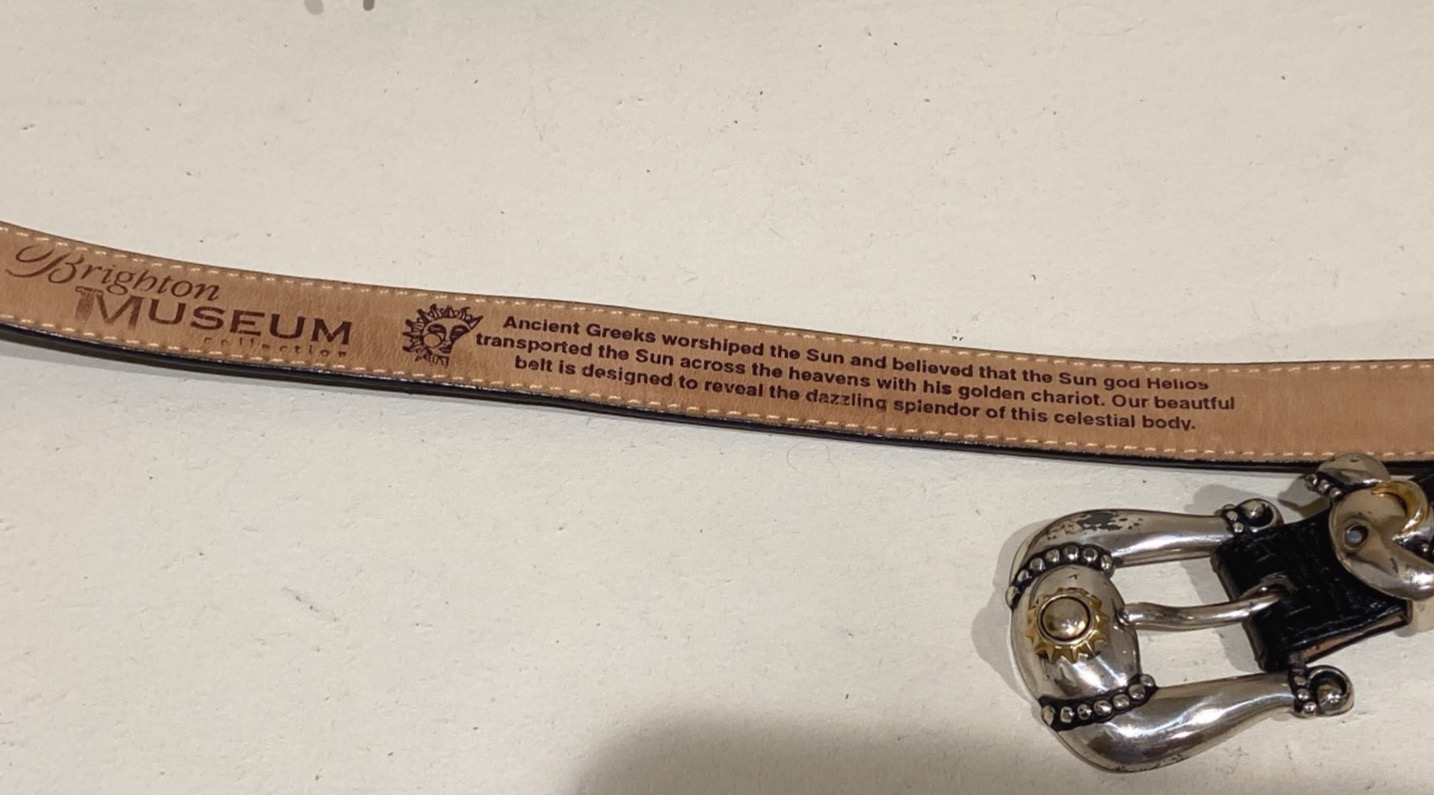 Brighton
MUSEUM
collection
Ancient Greeks worshiped the Sun and believed that the Sun god Helios
transported the Sun across the heavens with his golden chariot. Our beautiful
belt is designed to reveal the dazzling splendor of this celestial body.